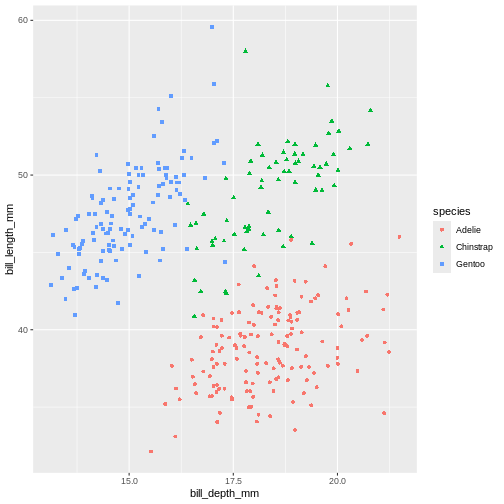 60
50
40
bill_length_mm
15.0
17.5
20.0
bill_depth_mm
species
Adelie
Chinstrap
Gentoo